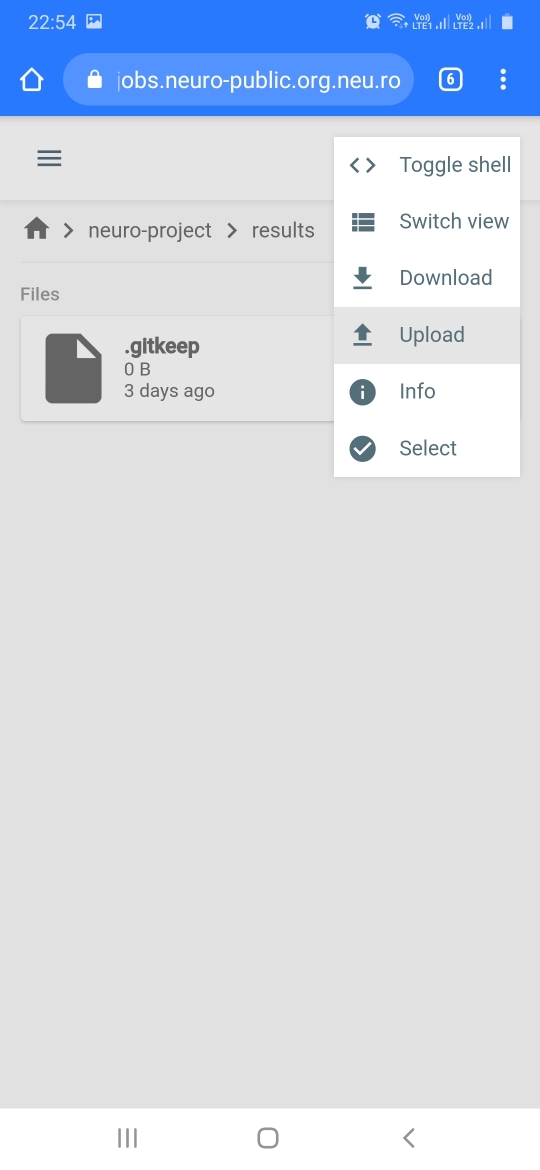 22:54
Vo)) LTE1 Vo)) LTE2
jobs.neuro-public.org.neu.ro
6
Toggle shell
Switch view
neuro-project results
Download
Files
Upload
.gitkeep
0 B
3 days ago
Info
Select